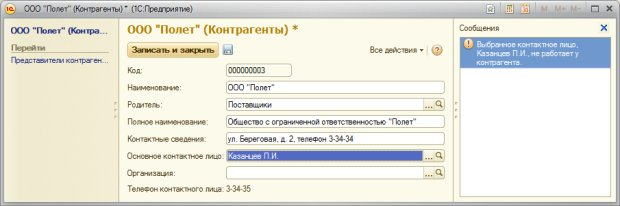 ООО "Полет" (Контрагенты) * (1С:Предприятие)
M M+ M-
ООО "Полет" (Контра...
Перейти
Представители контраген...
ООО "Полет" (Контрагенты) *
Записать и закрыть
Все действия
Код: 000000003
Наименование: ООО "Полет"
Родитель: Поставщики
Полное наименование: Общество с ограниченной ответственностью "Полет"
Контактные сведения: ул. Береговая, д. 2, телефон 3-34-34
Основное контактное лицо: Казанцев П.И.
Организация:
Телефон контактного лица: 3-34-35
Сообщения
Выбранное контактное лицо,
Казанцев П.И., не работает у
контрагента.